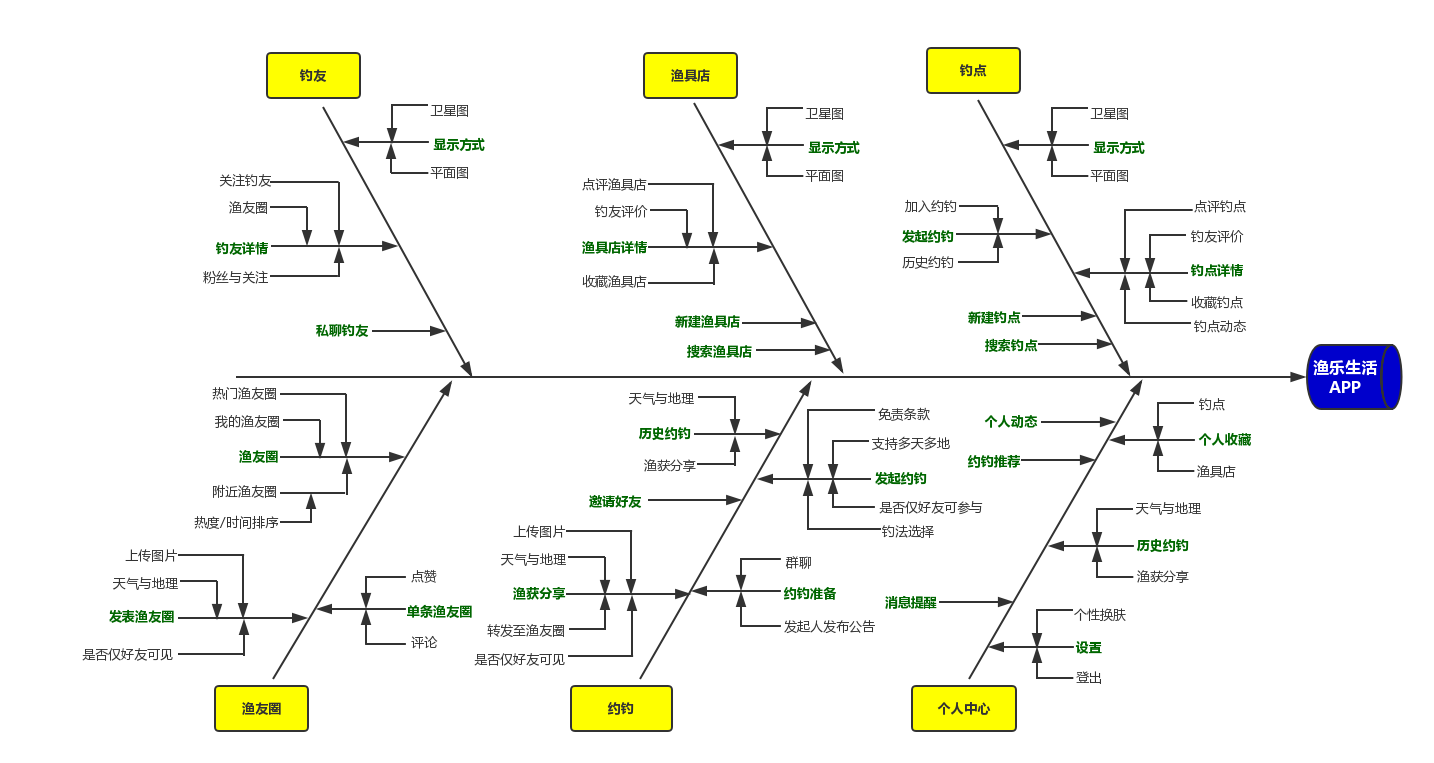 钓友
渔具店
钓点
卫星图
显示方式
平面图
关注钓友
渔友圈
钓友详情
粉丝与关注
私聊钓友
卫星图
显示方式
平面图
点评渔具店
钓友评价
渔具店详情
收藏渔具店
新建渔具店
搜索渔具店
卫星图
显示方式
平面图
加入约钓
发起约钓
历史约钓
点评钓点
钓友评价
钓点详情
收藏钓点
钓点动态
新建钓点
搜索钓点
渔乐生活
APP
热门渔友圈
我的渔友圈
渔友圈
附近渔友圈
热度/时间排序
上传图片
天气与地理
发表渔友圈
是否仅好友可见
点赞
单条渔友圈
评论
天气与地理
历史约钓
渔获分享
免责条款
支持多天多地
发起约钓
是否仅好友可参与
钓法选择
邀请好友
上传图片
天气与地理
渔获分享
转发至渔友圈
是否仅好友可见
群聊
约钓准备
发起人发布公告
个人动态
约钓推荐
钓点
个人收藏
渔具店
天气与地理
历史约钓
渔获分享
消息提醒
个性换肤
设置
登出
渔友圈
约钓
个人中心